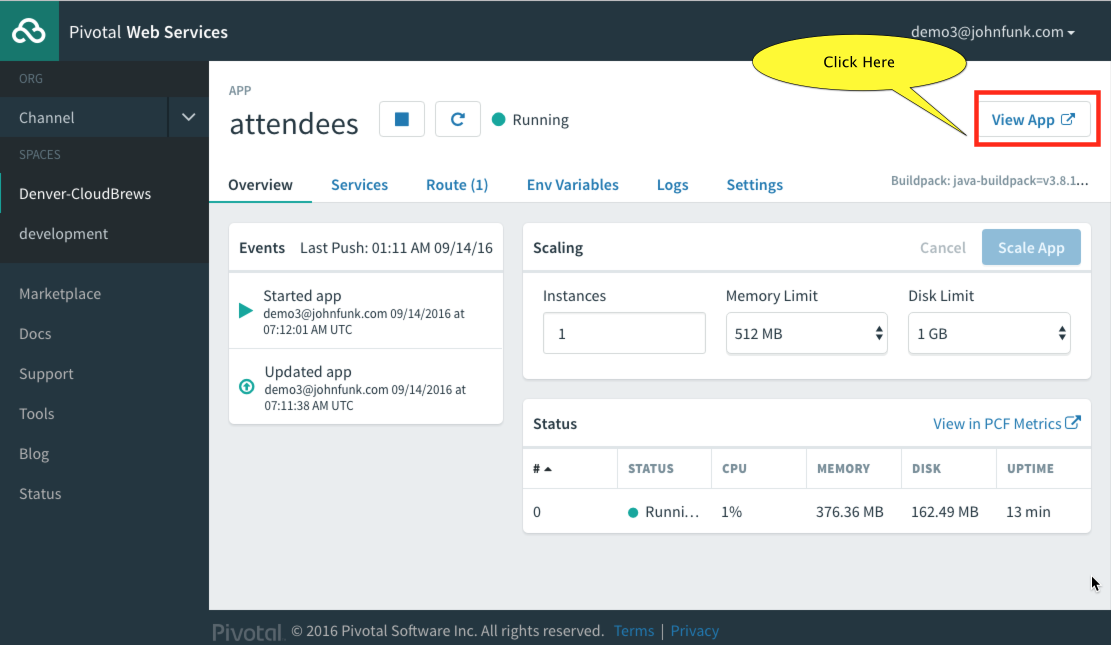 Pivotal Web Services
demo3@johnfunk.com
Click Here
ORG
Channel
SPACES
Denver-CloudBrews
development
Marketplace
Docs
Support
Tools
Blog
Status
APP
attendees
Running
View App
Overview Services Route (1) Env Variables Logs Settings
Buildpack: java-buildpack=v3.8.1...
Events Last Push: 01:11 AM 09/14/16
Started app
demo3@johnfunk.com 09/14/2016 at
07:12:01 AM UTC
Updated app
demo3@johnfunk.com 09/14/2016 at
07:11:38 AM UTC
Scaling Cancel Scale App
Instances Memory Limit Disk Limit
1 512 MB 1 GB
Status View in PCF Metrics
# STATUS CPU MEMORY DISK UPTIME
0 Runni... 1% 376.36 MB 162.49 MB 13 min
Pivotal. © 2016 Pivotal Software Inc. All rights reserved. Terms | Privacy